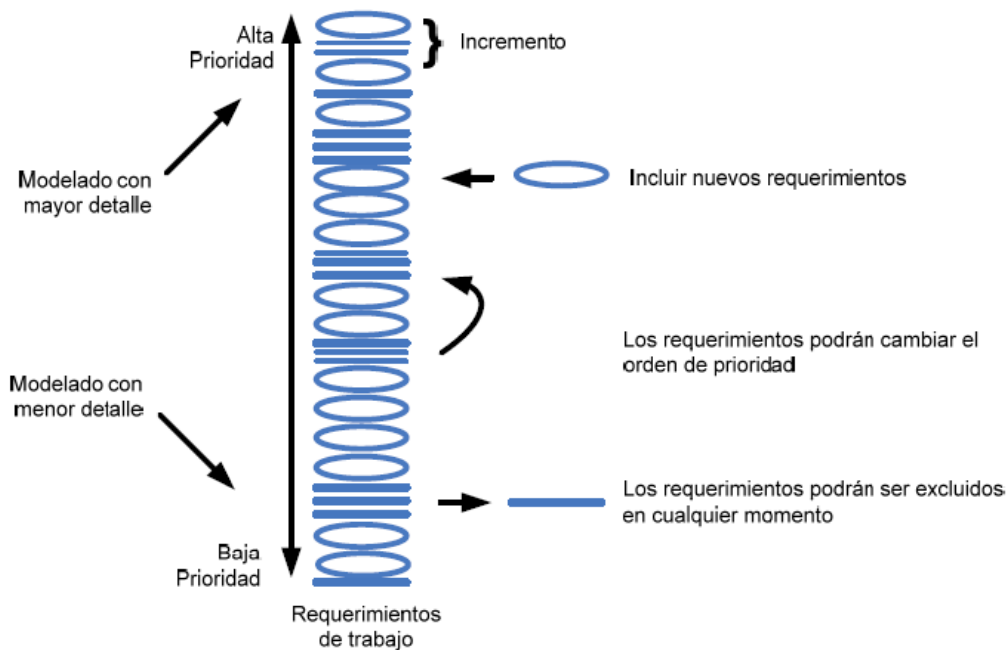 Alta
Prioridad
Incremento
Modelado con
mayor detalle
Incluir nuevos requerimientos
Los requerimientos podrán cambiar el
orden de prioridad
Modelado con
menor detalle
Los requerimientos podrán ser excluidos
en cualquier momento
Baja
Prioridad
Requerimientos
de trabajo